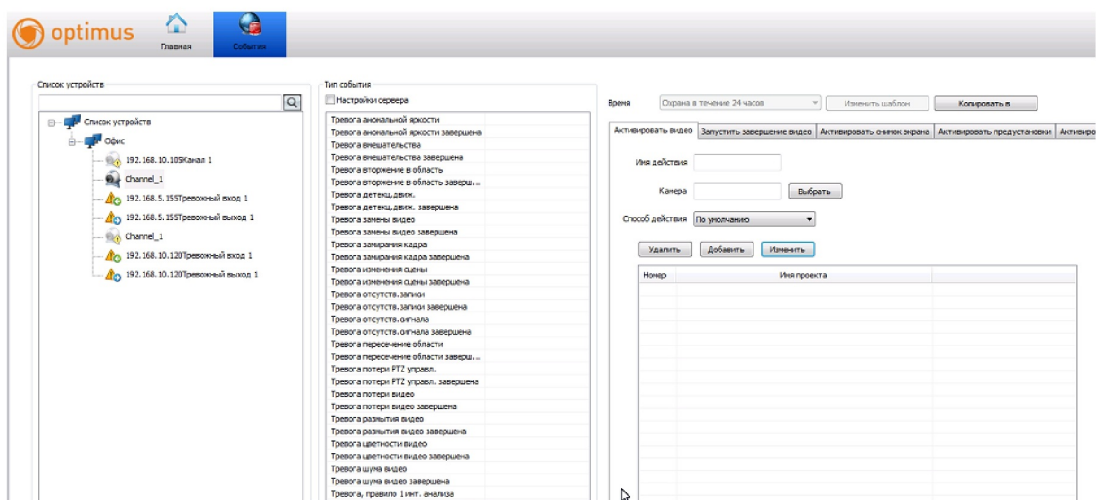 optimus
Главная
События
Список устройств
Список устройств
Офис
192.168.10.105Канал 1
Channel_1
192.168.5.155Тревожный вход 1
192.168.5.155Тревожный выход 1
Channel_1
192.168.10.120Тревожный вход 1
192.168.10.120Тревожный выход 1
Тип события
Настройки сервера
Тревога аномальной яркости
Тревога аномальной яркости завершена
Тревога вмешательства
Тревога вмешательства завершена
Тревога вторжение в область
Тревога вторжение в область заверш,...
Тревога детекц.движ.
Тревога детекц.движ. завершена
Тревога замены видео
Тревога замены видео завершена
Тревога замирания кадра
Тревога замирания кадра завершена
Тревога изменения сцены
Тревога изменения сцены завершена
Тревога отсутств.записи
Тревога отсутств.записи завершена
Тревога отсутств.сигнала
Тревога отсутств.сигнала завершена
Тревога пересечение области
Тревога пересечение области заверш,...
Тревога потери PTZ управл.
Тревога потери PTZ управл. завершена
Тревога потери видео
Тревога потери видео завершена
Тревога размытия видео
Тревога размытия видео завершена
Тревога цветности видео
Тревога цветности видео завершена
Тревога шума видео
Тревога шума видео завершена
Тревога, правило 1 инт. анализа
Время Охрана в течение 24 часов Изменить шаблон Копировать в
Активировать видео Запустить завершение видео Активировать снимок экрана Активировать предустановки Активиро
Имя действия
Камера Выбрать
Способ действия По умолчанию
Удалить Добавить Изменить
Номер Имя проекта